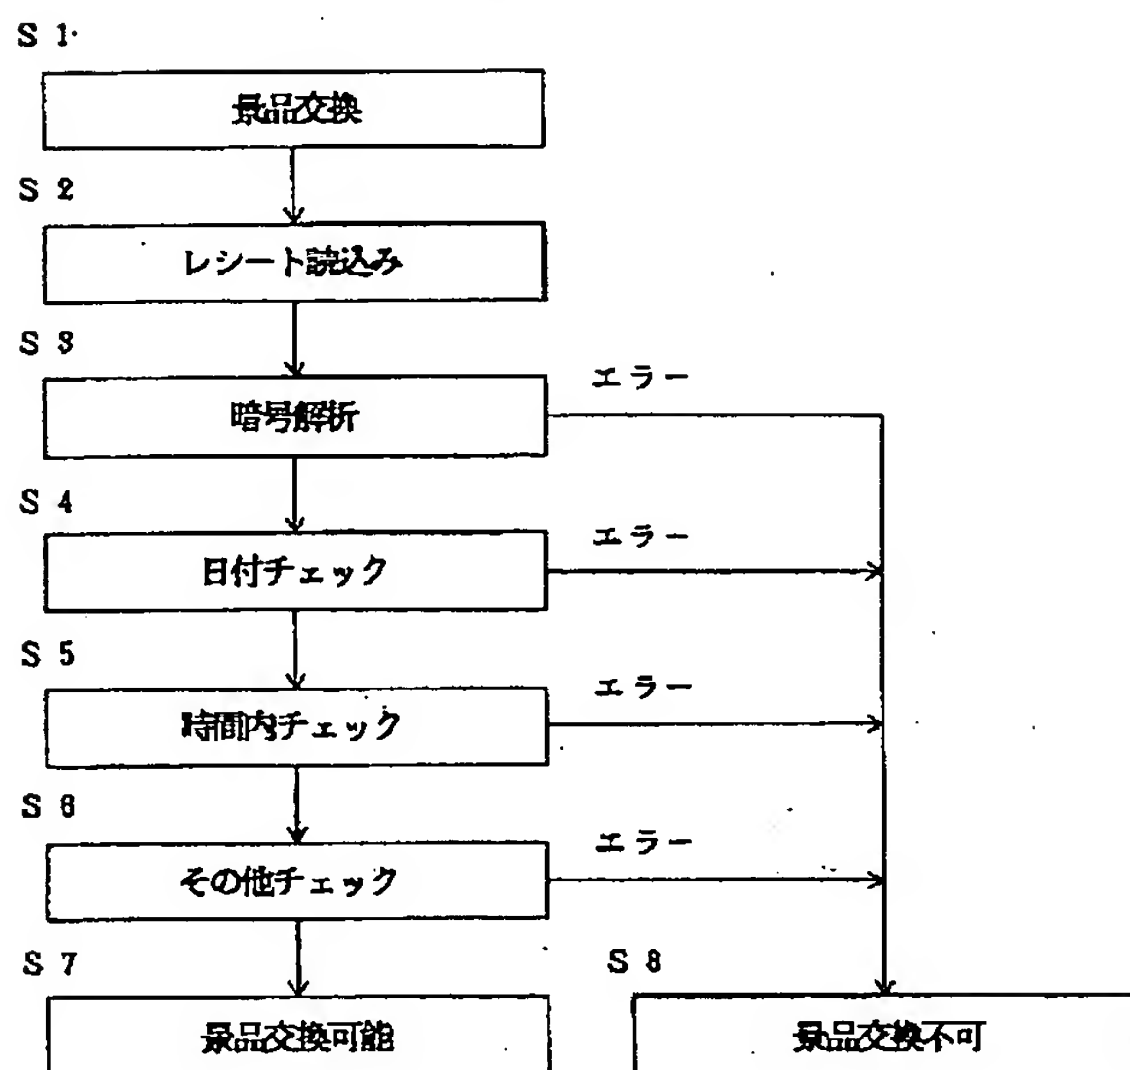 S 1
景品交換
S 2
レシート読込み
S 3
エラー
暗号解析
S 4
エラー
日付チェック
S 5
エラー
時間内チェック
S 6
エラー
その他チェック
S 7
S 8
景品交換可能
景品交換不可